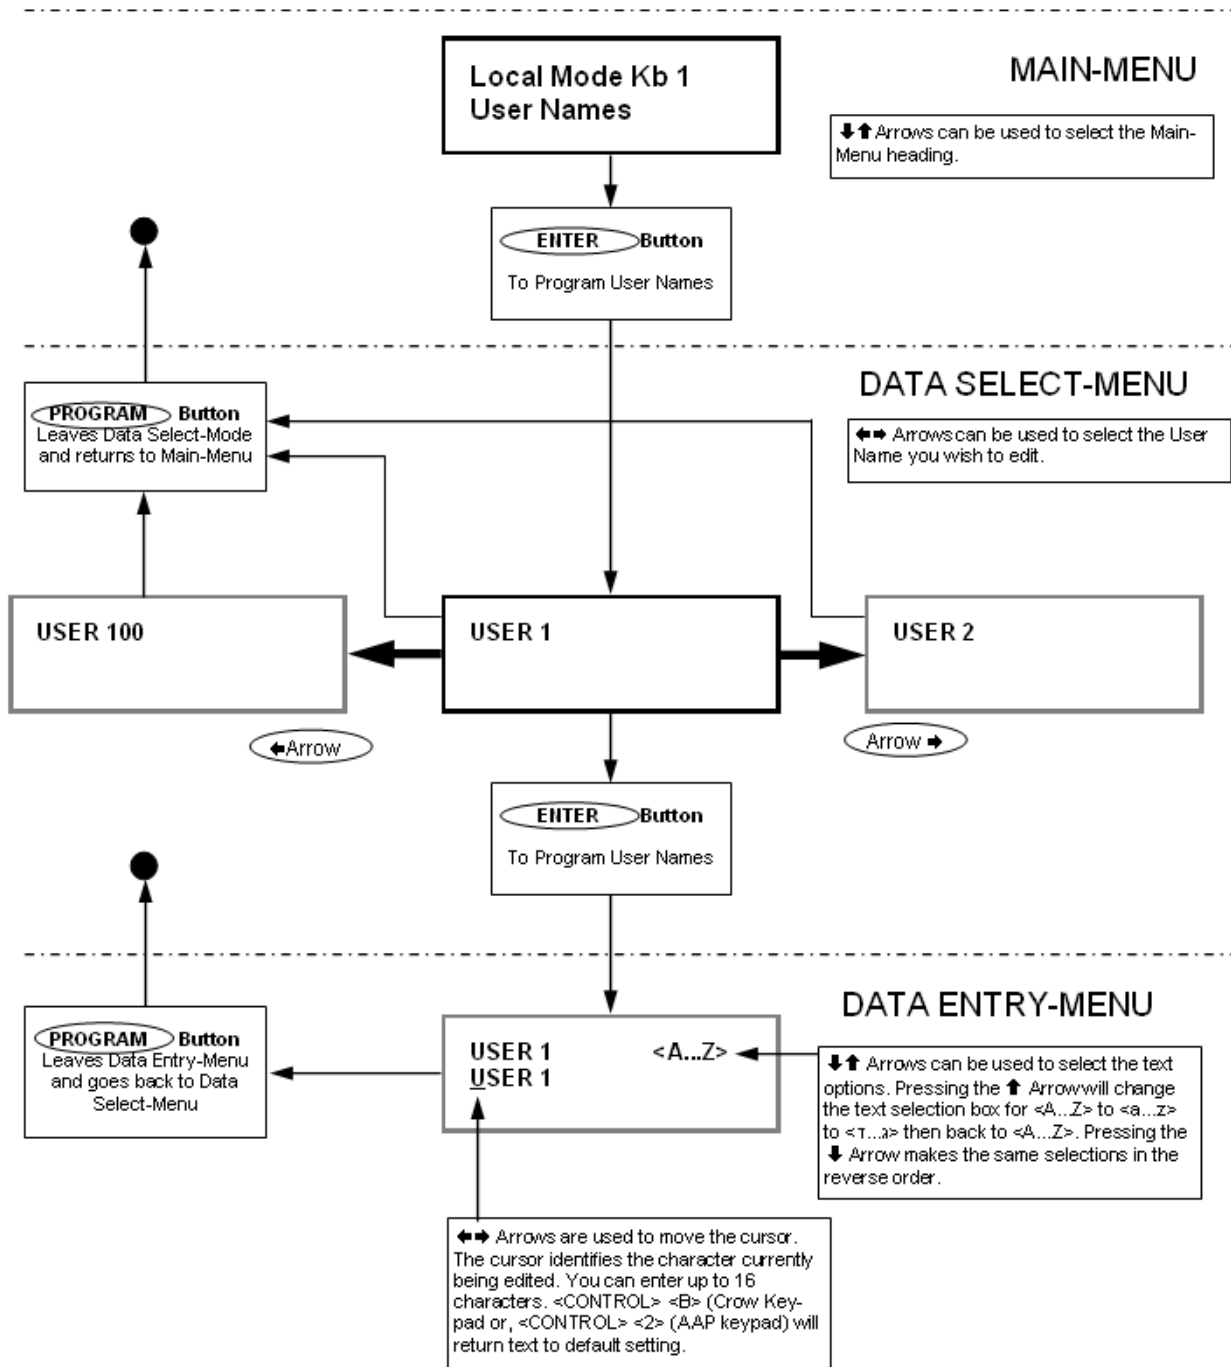 Local Mode Kb 1
User Names
MAIN-MENU
⬇⬆ Arrows can be used to select the Main-
Menu heading.
ENTER Button
To Program User Names
DATA SELECT-MENU
PROGRAM Button
Leaves Data Select-Mode
and returns to Main-Menu
⬅➡ Arrows can be used to select the User
Name you wish to edit.
USER 100
USER 1
USER 2
⬅Arrow
Arrow ➡
ENTER Button
To Program User Names
DATA ENTRY-MENU
PROGRAM Button
Leaves Data Entry-Menu
and goes back to Data
Select-Menu
USER 1 <A...Z>
USER 1
⬇⬆ Arrows can be used to select the text
options. Pressing the ⬆ Arrow will change
the text selection box for <A...Z> to <a...z>
to <ד...ג> then back to <A...Z>. Pressing the
⬇ Arrow makes the same selections in the
reverse order.
⬅➡ Arrows are used to move the cursor.
The cursor identifies the character currently
being edited. You can enter up to 16
characters. <CONTROL> <B> (Crow Key-
pad or, <CONTROL> <2> (AAP keypad) will
return text to default setting.